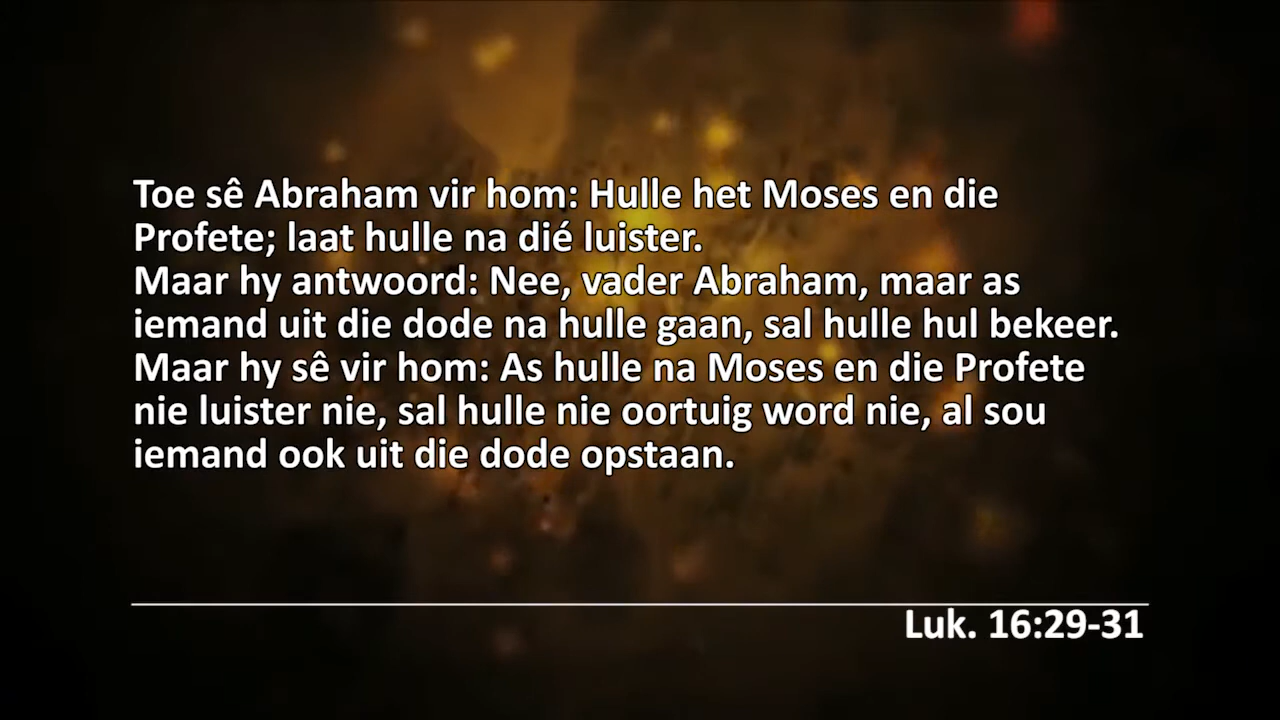 Toe sê Abraham vir hom: Hulle het Moses en die
Profete; laat hulle na dié luister.
Maar hy antwoord: Nee, vader Abraham, maar as
iemand uit die dode na hulle gaan, sal hulle hul bekeer.
Maar hy sê vir hom: As hulle na Moses en die Profete
nie luister nie, sal hulle nie oortuig word nie, al sou
iemand ook uit die dode opstaan.
Luk. 16:29-31